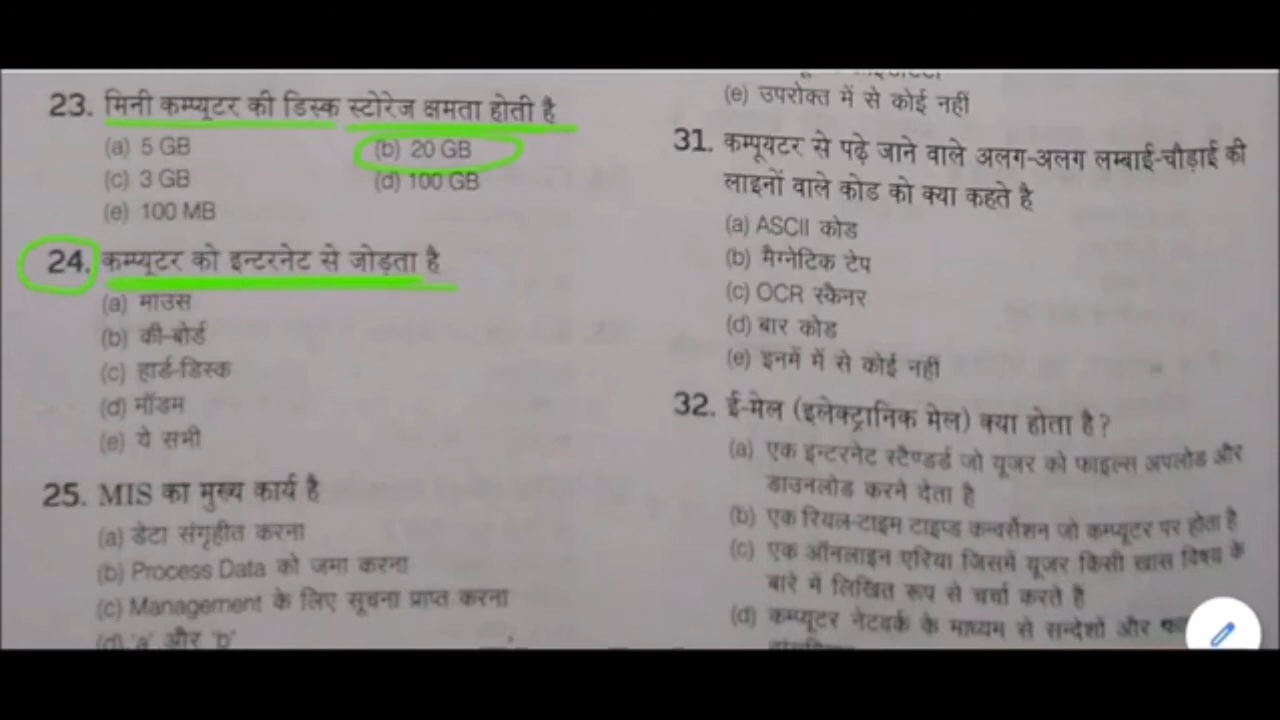 23. मिनी कम्प्यूटर की डिस्क स्टोरेज क्षमता होती है
(a) 5 GB (b) 20 GB
(c) 3 GB (d) 100 GB
(e) 100 MB
24. कम्प्यूटर को इन्टरनेट से जोड़ता है
(a) माउस
(b) की-बोर्ड
(c) हार्ड-डिस्क
(d) मॉडम
(e) ये सभी
25. MIS का मुख्य कार्य है
(a) डेटा संगृहीत करना
(b) Process Data को जमा करना
(c) Management के लिए सूचना प्राप्त करना
(d) 'a' और 'b'
(e) उपरोक्त में से कोई नहीं
31. कम्पूयटर से पढ़े जाने वाले अलग-अलग लम्बाई-चौड़ाई की
लाइनों वाले कोड को क्या कहते है
(a) ASCII कोड
(b) मैग्नेटिक टेप
(c) OCR स्कैनर
(d) बार कोड
(e) इनमें में से कोई नहीं
32. ई-मेल (इलेक्ट्रानिक मेल) क्या होता है?
(a) एक इन्टरनेट स्टैण्डर्ड जो यूजर को फाइल्स अपलोड और
डाउनलोड करने देता है
(b) एक रियल-टाइम टाइप्ड कन्वर्सेशन जो कम्प्यूटर पर होता है
(c) एक ऑनलाइन एरिया जिसमें यूजर किसी खास विषय के
बारे में लिखित रूप से चर्चा करते है
(d) कम्प्यूटर नेटवर्क के माध्यम से सन्देशों और